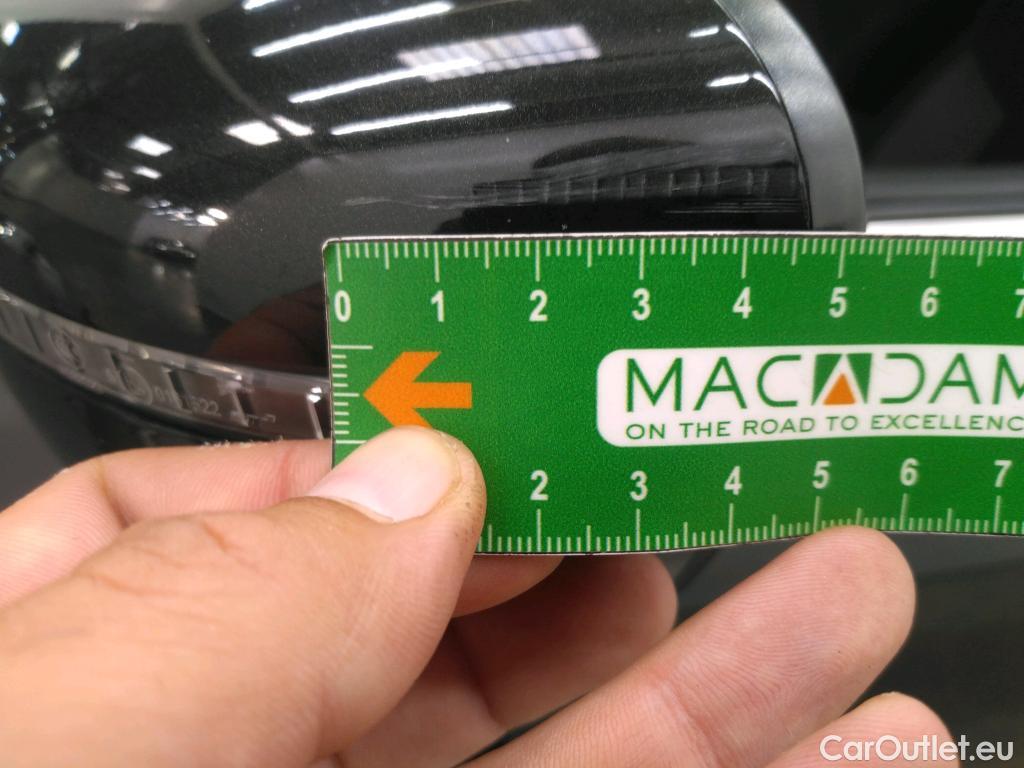 0 1 2 3 4 5 6 7
MACADAM
ON THE ROAD TO EXCELLENC
2 3 4 5 6 7
CarOutlet.eu